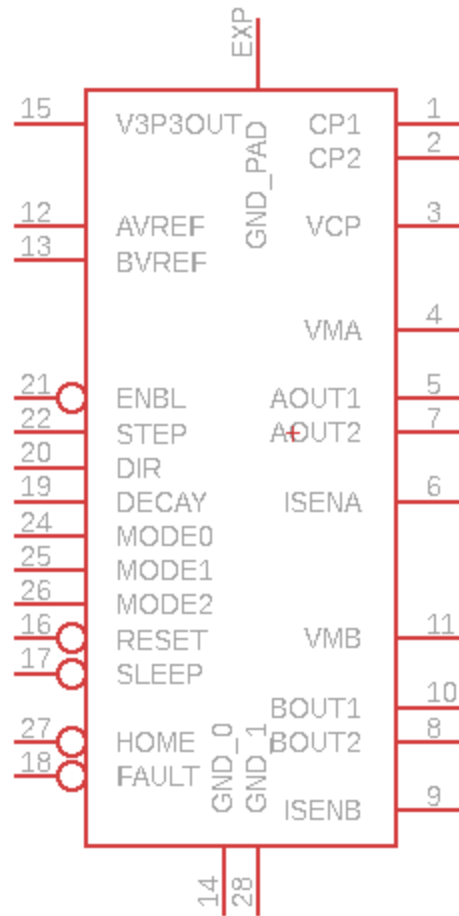 EXP
15 V3P3OUT GND_PAD CP1 1
CP2 2
12 AVREF VCP 3
13 BVREF
VMA 4
21 ENBL AOUT1 5
22 STEP AOUT2 7
20 DIR
19 DECAY ISENA 6
24 MODE0
25 MODE1
26 MODE2
16 RESET VMB 11
17 SLEEP
BOUT1 10
27 HOME GND_0 GND_1 BOUT2 8
18 FAULT
ISENB 9
14 28